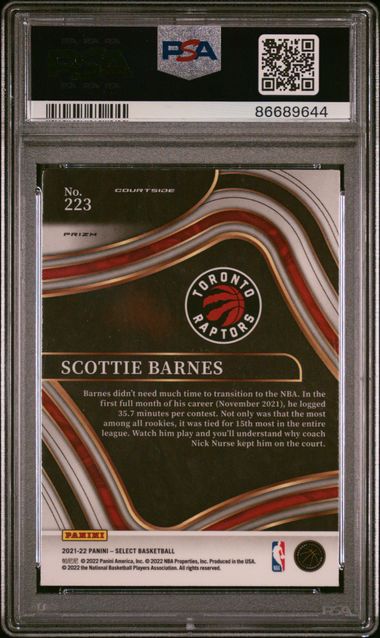 PSA
86689644
No.
223
COURTSIDE
PRIZM
TORONTO
RAPTORS
SCOTTIE BARNES
Barnes didn't need much time to transition to the NBA. In the
first full month of his career (November 2021), he logged
35.7 minutes per contest. Not only was that the most
among all rookies, it was tied for 15th most in the entire
league. Watch him play and you'll understand why coach
Nick Nurse kept him on the court.
PANINI
2021-22 PANINI – SELECT BASKETBALL
© 2022 Panini America, Inc. © 2022 NBA Properties, Inc. Produced in the USA.
© 2022 the National Basketball Players Association. All rights reserved.
NBA